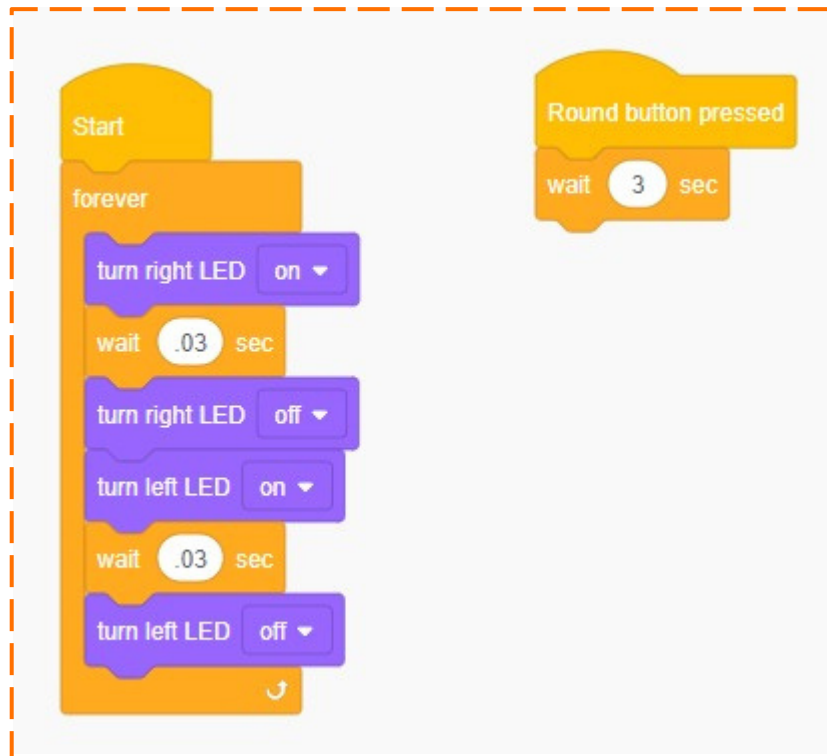 Start
forever
turn right LED on
wait .03 sec
turn right LED off
turn left LED on
wait .03 sec
turn left LED off
Round button pressed
wait 3 sec